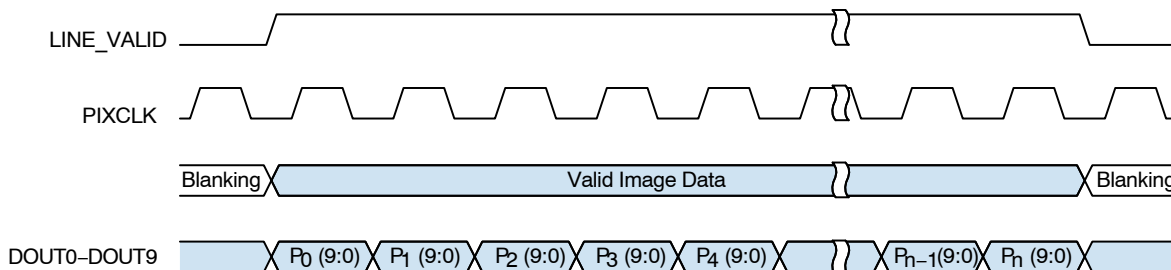 LINE_VALID
PIXCLK
Blanking Valid Image Data Blanking
DOUT0–DOUT9 P0 (9:0) P1 (9:0) P2 (9:0) P3 (9:0) P4 (9:0) Pn–1(9:0) Pn (9:0)